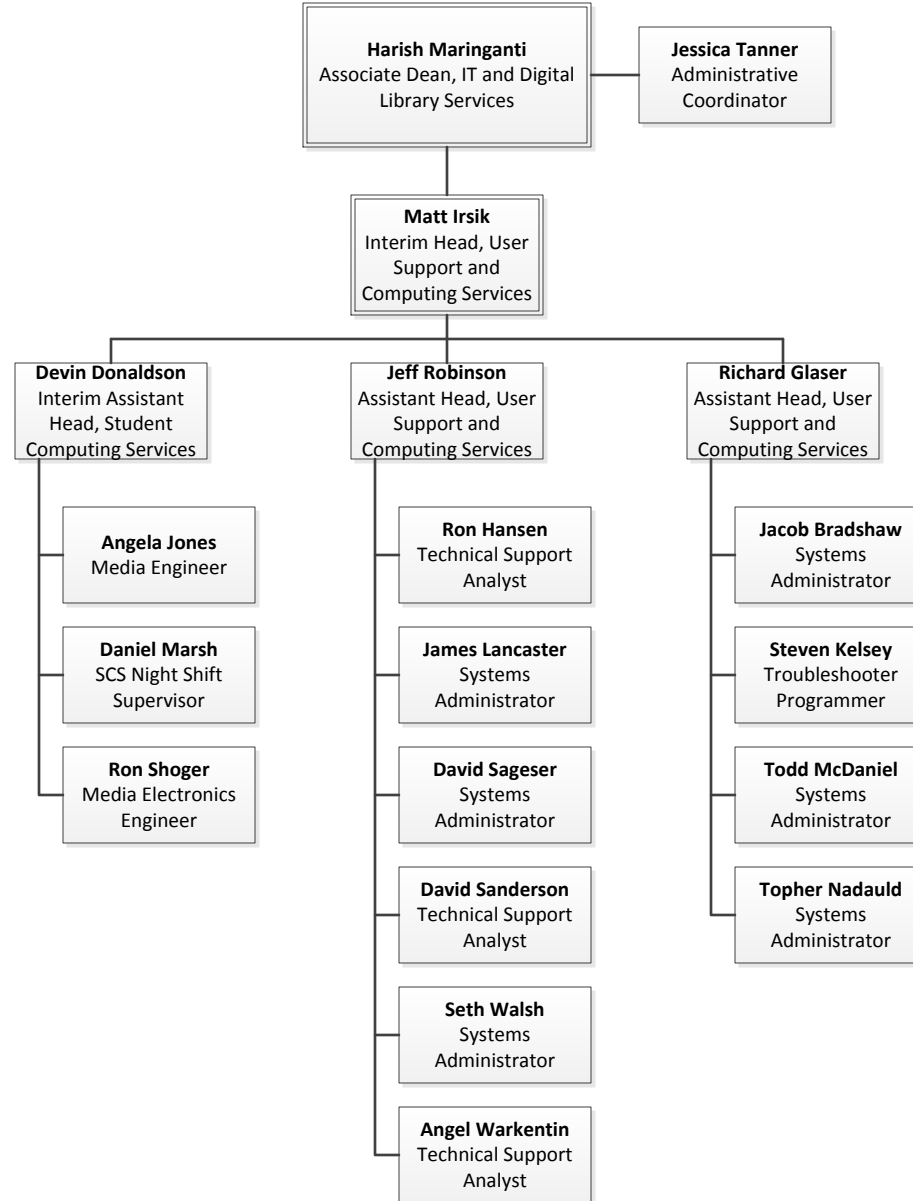 Harish Maringanti
Associate Dean, IT and Digital
Library Services
Jessica Tanner
Administrative
Coordinator
Matt Irsik
Interim Head, User
Support and
Computing Services
Devin Donaldson
Interim Assistant
Head, Student
Computing Services
Angela Jones
Media Engineer
Daniel Marsh
SCS Night Shift
Supervisor
Ron Shoger
Media Electronics
Engineer
Jeff Robinson
Assistant Head, User
Support and
Computing Services
Ron Hansen
Technical Support
Analyst
James Lancaster
Systems
Administrator
David Sageser
Systems
Administrator
David Sanderson
Technical Support
Analyst
Seth Walsh
Systems
Administrator
Angel Warkentin
Technical Support
Analyst
Richard Glaser
Assistant Head, User
Support and
Computing Services
Jacob Bradshaw
Systems
Administrator
Steven Kelsey
Troubleshooter
Programmer
Todd McDaniel
Systems
Administrator
Topher Nadauld
Systems
Administrator